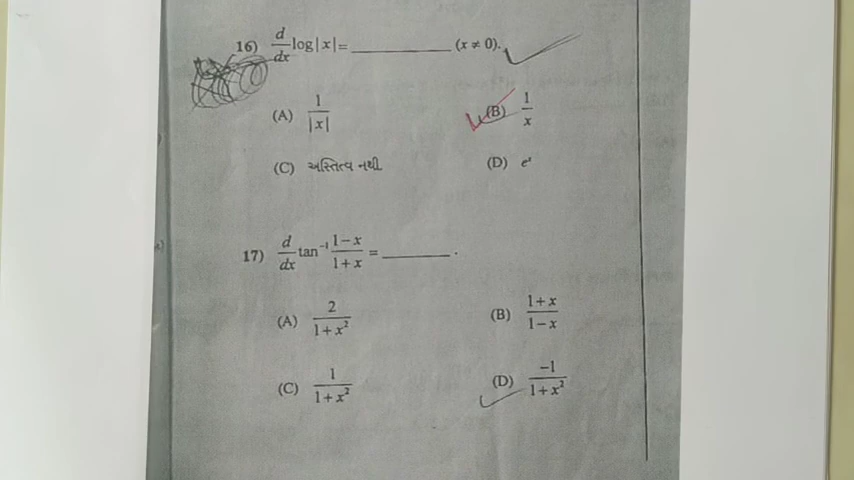 16) d/dx log|x| = ________ (x ≠ 0).
(A) 1/|x| (B) 1/x
(C) અસ્તિત્વ નથી (D) eˣ
17) d/dx tan⁻¹ (1−x)/(1+x) = ________ .
(A) 2/(1+x²) (B) (1+x)/(1−x)
(C) 1/(1+x²) (D) −1/(1+x²)